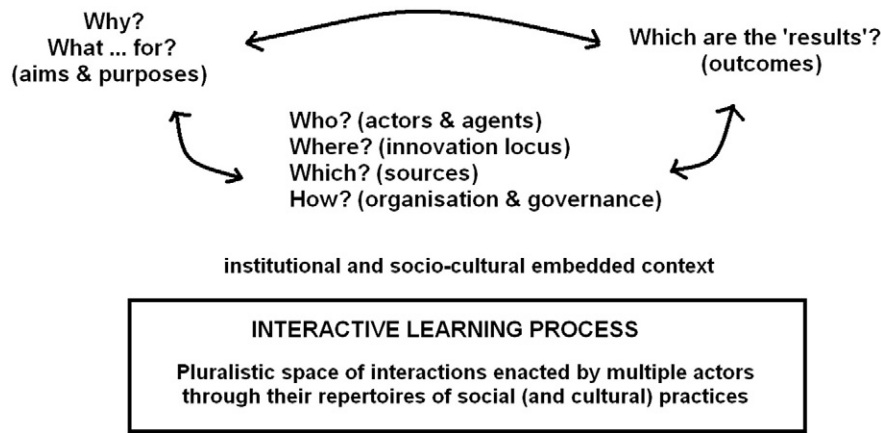 Why?
What ... for?
(aims & purposes)
Which are the 'results'?
(outcomes)
Who? (actors & agents)
Where? (innovation locus)
Which? (sources)
How? (organisation & governance)
institutional and socio-cultural embedded context
INTERACTIVE LEARNING PROCESS
Pluralistic space of interactions enacted by multiple actors
through their repertoires of social (and cultural) practices